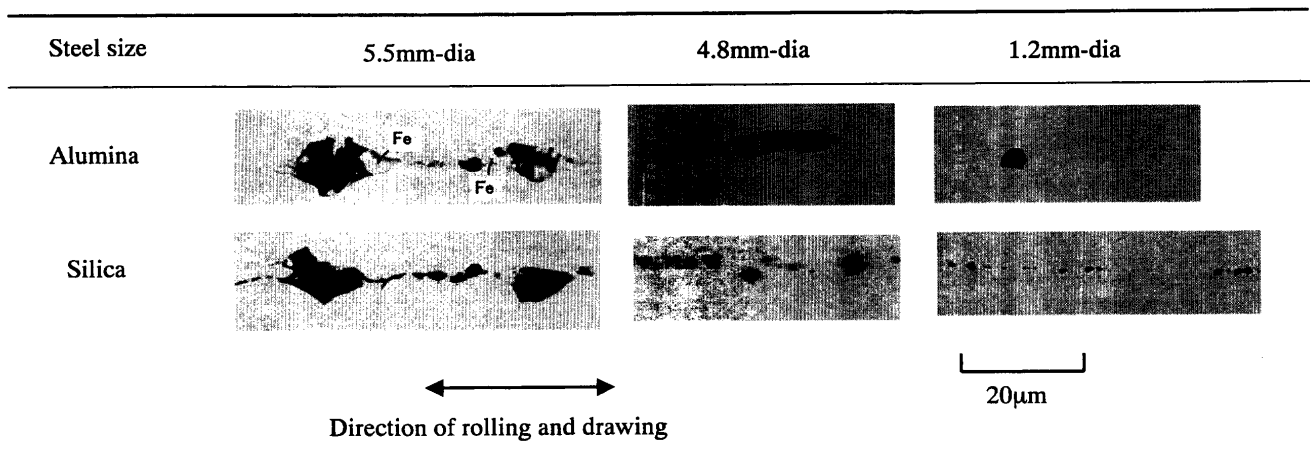 Steel size 5.5mm-dia 4.8mm-dia 1.2mm-dia
Alumina
Fe
Fe
Silica
20μm
Direction of rolling and drawing